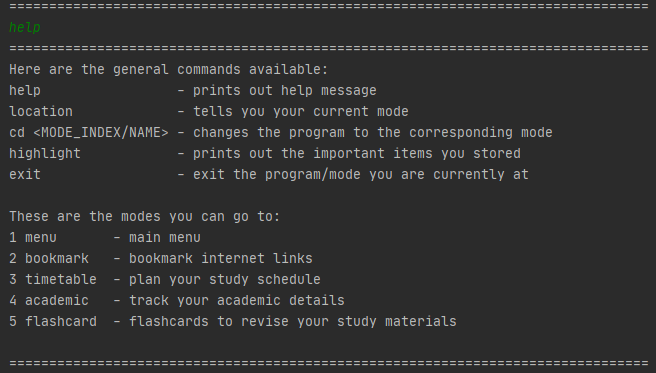 ================================================================================
help
================================================================================
Here are the general commands available:
help                 - prints out help message
location             - tells you your current mode
cd <MODE_INDEX/NAME> - changes the program to the corresponding mode
highlight            - prints out the important items you stored
exit                 - exit the program/mode you are currently at

These are the modes you can go to:
1 menu       - main menu
2 bookmark   - bookmark internet links
3 timetable  - plan your study schedule
4 academic   - track your academic details
5 flashcard  - flashcards to revise your study materials

================================================================================